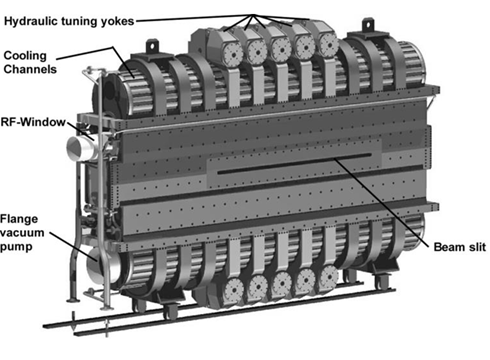 Hydraulic tuning yokes
Cooling
Channels
RF-Window
Flange
vacuum
pump
Beam slit